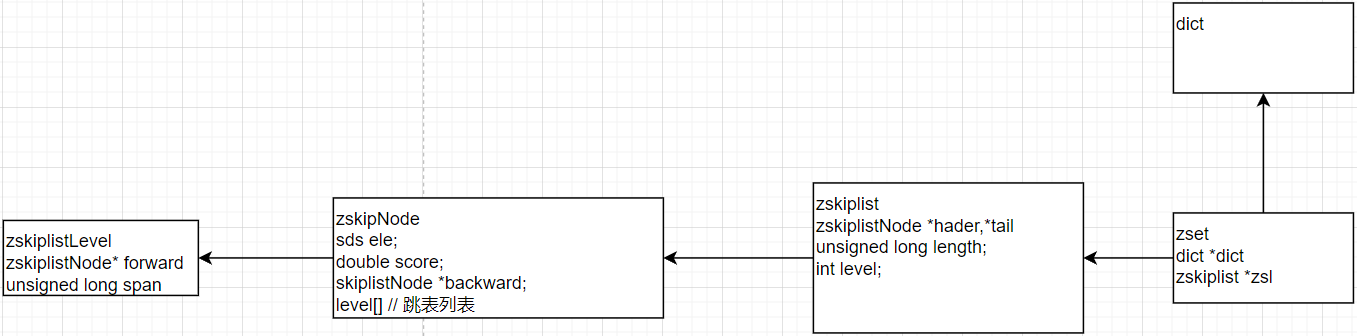 dict
zskiplistLevel
zskiplistNode* forward
unsigned long span
zskipNode
sds ele;
double score;
skiplistNode *backward;
level[] // 跳表列表
zskiplist
zskiplistNode *hader,*tail
unsigned long length;
int level;
zset
dict *dict
zskiplist *zsl